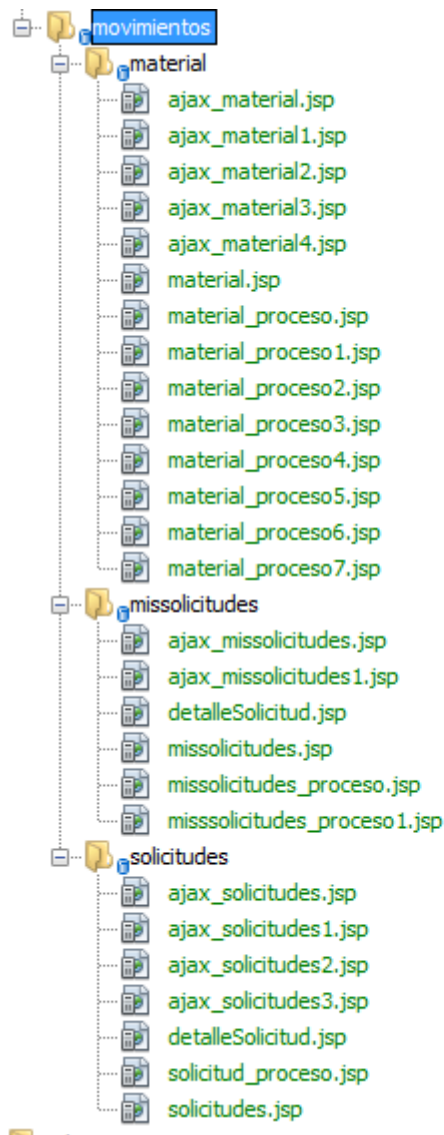 movimientos
material
ajax_material.jsp
ajax_material1.jsp
ajax_material2.jsp
ajax_material3.jsp
ajax_material4.jsp
material.jsp
material_proceso.jsp
material_proceso1.jsp
material_proceso2.jsp
material_proceso3.jsp
material_proceso4.jsp
material_proceso5.jsp
material_proceso6.jsp
material_proceso7.jsp
missolicitudes
ajax_missolicitudes.jsp
ajax_missolicitudes1.jsp
detalleSolicitud.jsp
missolicitudes.jsp
missolicitudes_proceso.jsp
misssolicitudes_proceso1.jsp
solicitudes
ajax_solicitudes.jsp
ajax_solicitudes1.jsp
ajax_solicitudes2.jsp
ajax_solicitudes3.jsp
detalleSolicitud.jsp
solicitud_proceso.jsp
solicitudes.jsp